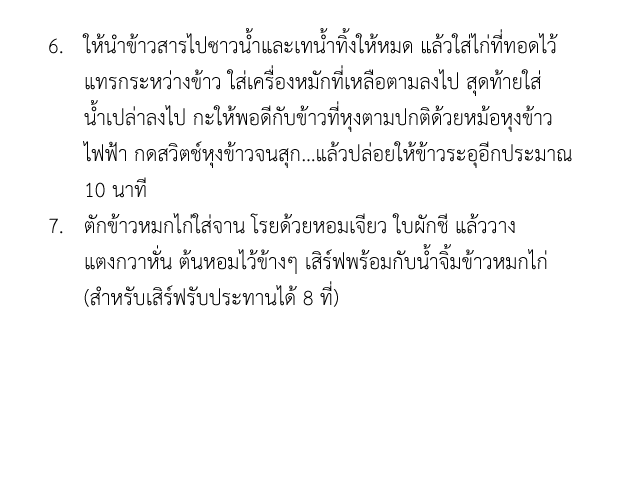 6. ให้นำข้าวสารไปซาวน้ำและเทน้ำทิ้งให้หมด แล้วใส่ไก่ที่ทอดไว้
แทรกระหว่างข้าว ใส่เครื่องหมักที่เหลือตามลงไป สุดท้ายใส่
น้ำเปล่าลงไป กะให้พอดีกับข้าวที่หุงตามปกติด้วยหม้อหุงข้าว
ไฟฟ้า กดสวิตช์หุงข้าวจนสุก...แล้วปล่อยให้ข้าวระอุอีกประมาณ
10 นาที
7. ตักข้าวหมกไก่ใส่จาน โรยด้วยหอมเจียว ใบผักชี แล้ววาง
แตงกวาหั่น ต้นหอมไว้ข้างๆ เสิร์ฟพร้อมกับน้ำจิ้มข้าวหมกไก่
(สำหรับเสิร์ฟรับประทานได้ 8 ที่)